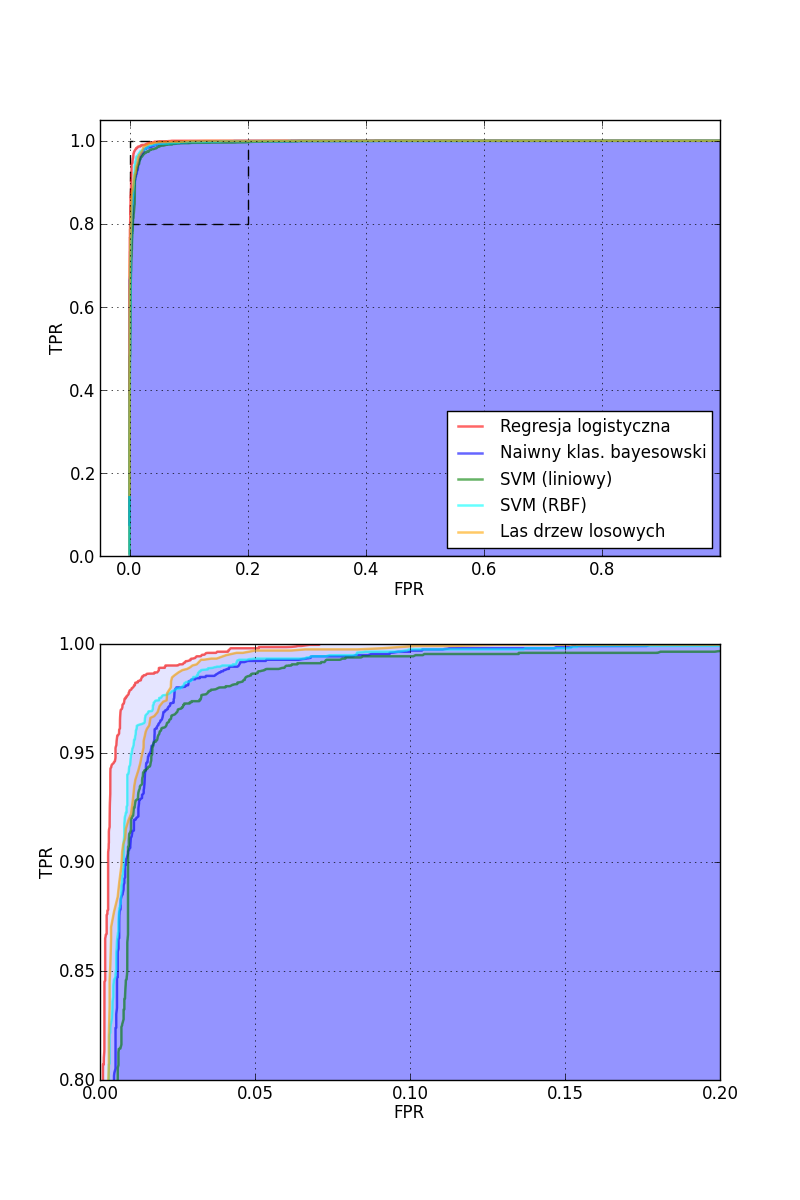 1.0
0.8
0.6
0.4
0.2
0.0
TPR
Regresja logistyczna
Naiwny klas. bayesowski
SVM (liniowy)
SVM (RBF)
Las drzew losowych
0.0 0.2 0.4 0.6 0.8
FPR
1.00
0.95
0.90
0.85
0.80
TPR
0.00 0.05 0.10 0.15 0.20
FPR